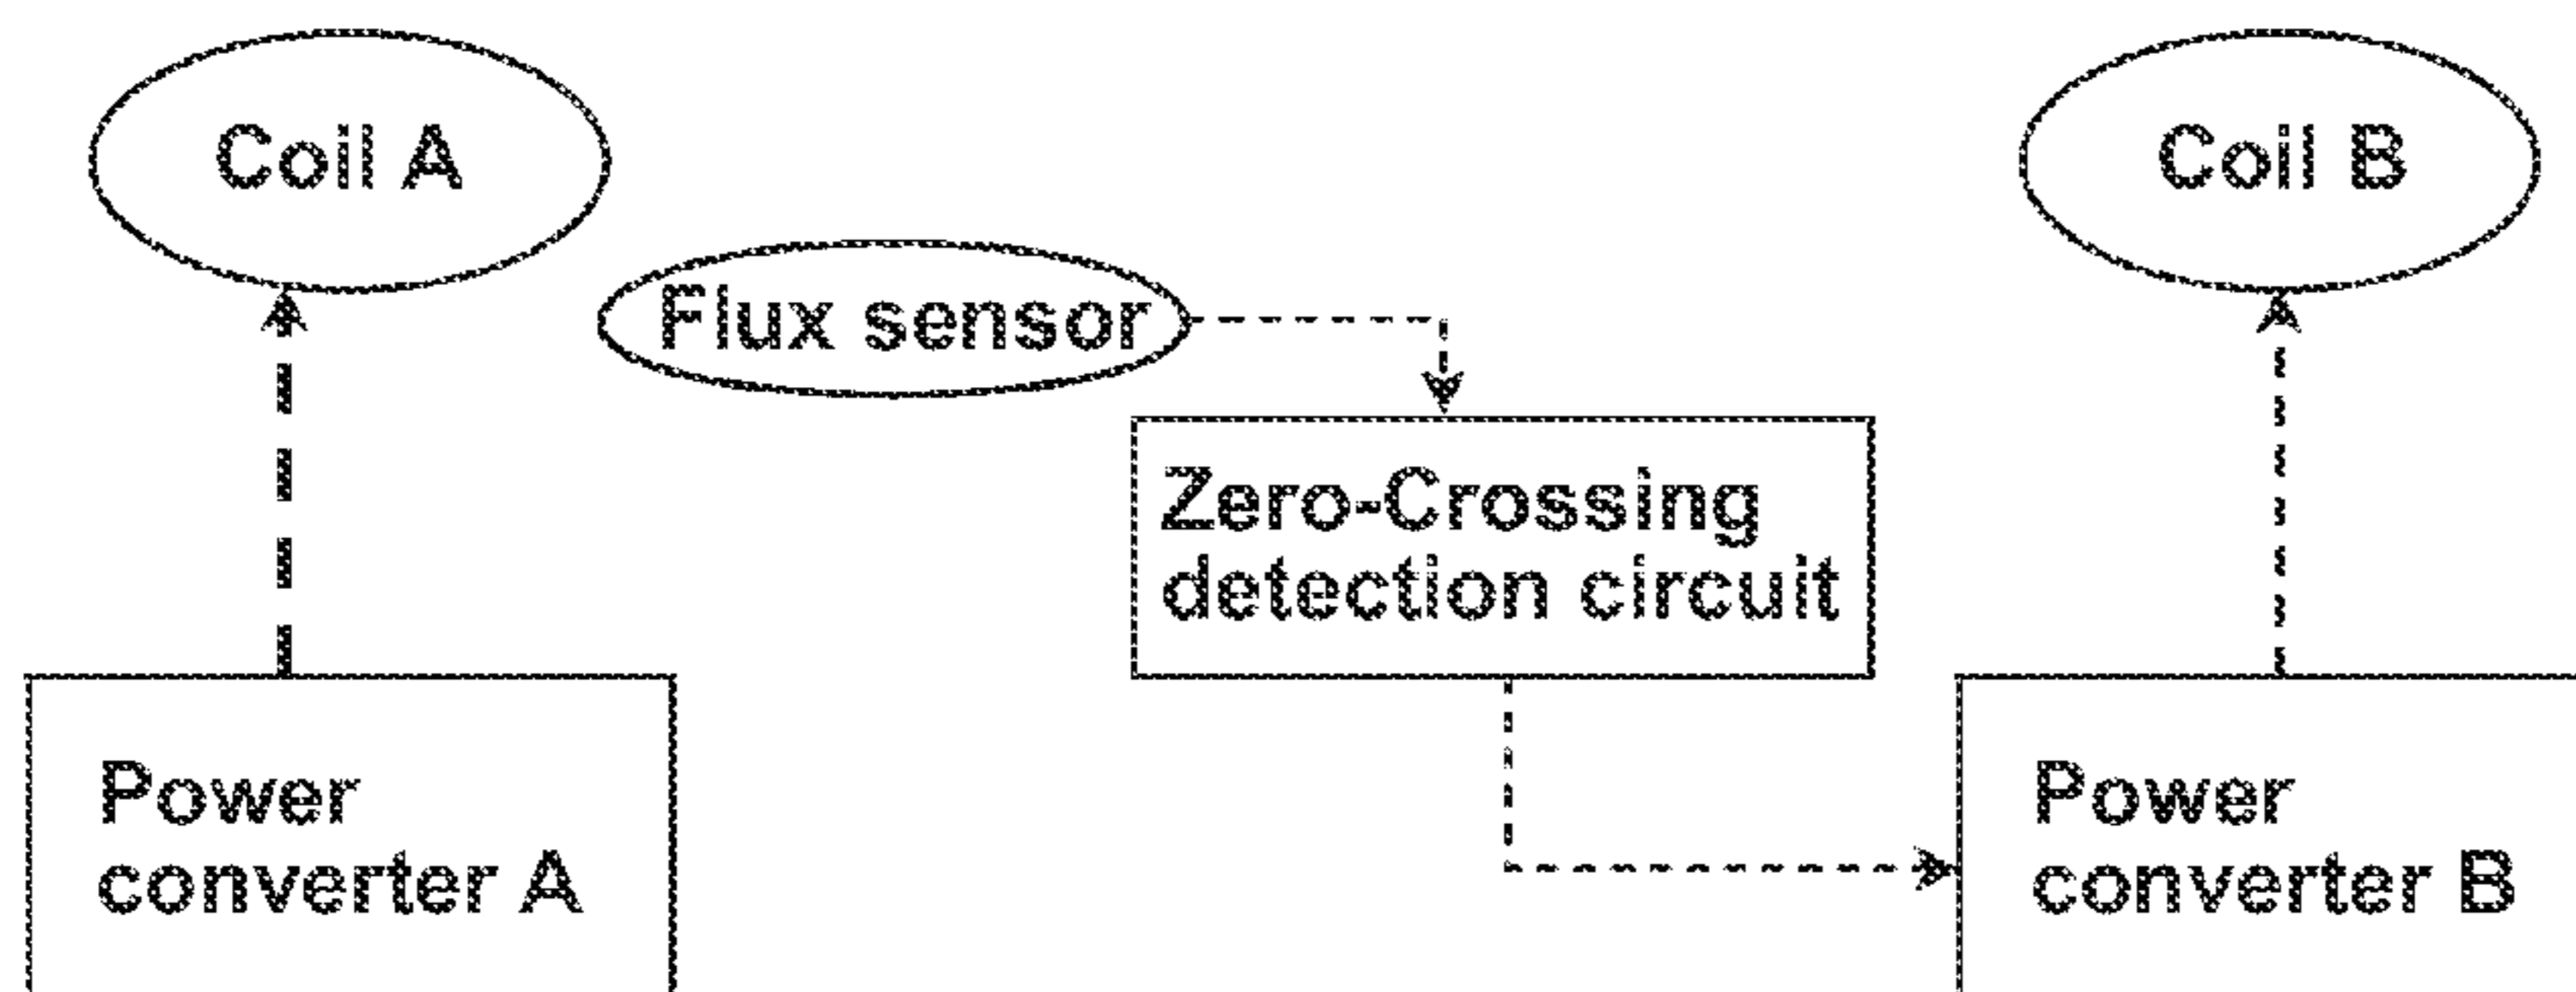 Coil A
Coil B
Flux sensor
Zero-Crossing
detection circuit
Power
converter A
Power
converter B